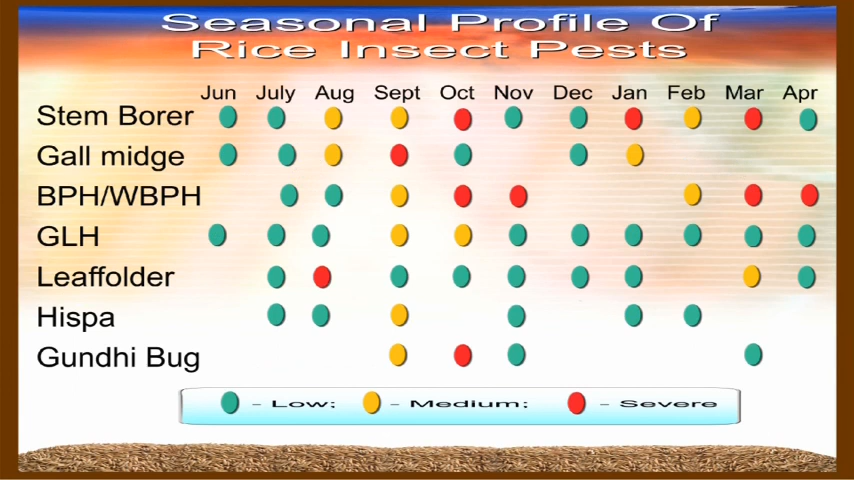 Seasonal Profile Of
Rice Insect Pests
Jun July Aug Sept Oct Nov Dec Jan Feb Mar Apr
Stem Borer
Gall midge
BPH/WBPH
GLH
Leaffolder
Hispa
Gundhi Bug
- Low; - Medium; - Severe